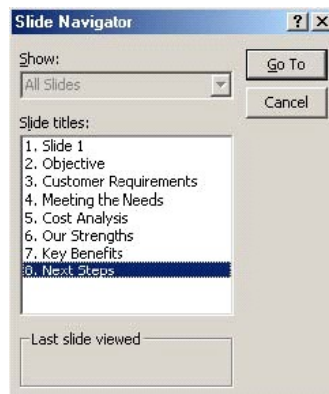 Slide Navigator
Show:
All Slides
Go To
Cancel
Slide titles:
1. Slide 1
2. Objective
3. Customer Requirements
4. Meeting the Needs
5. Cost Analysis
6. Our Strengths
7. Key Benefits
8. Next Steps
Last slide viewed